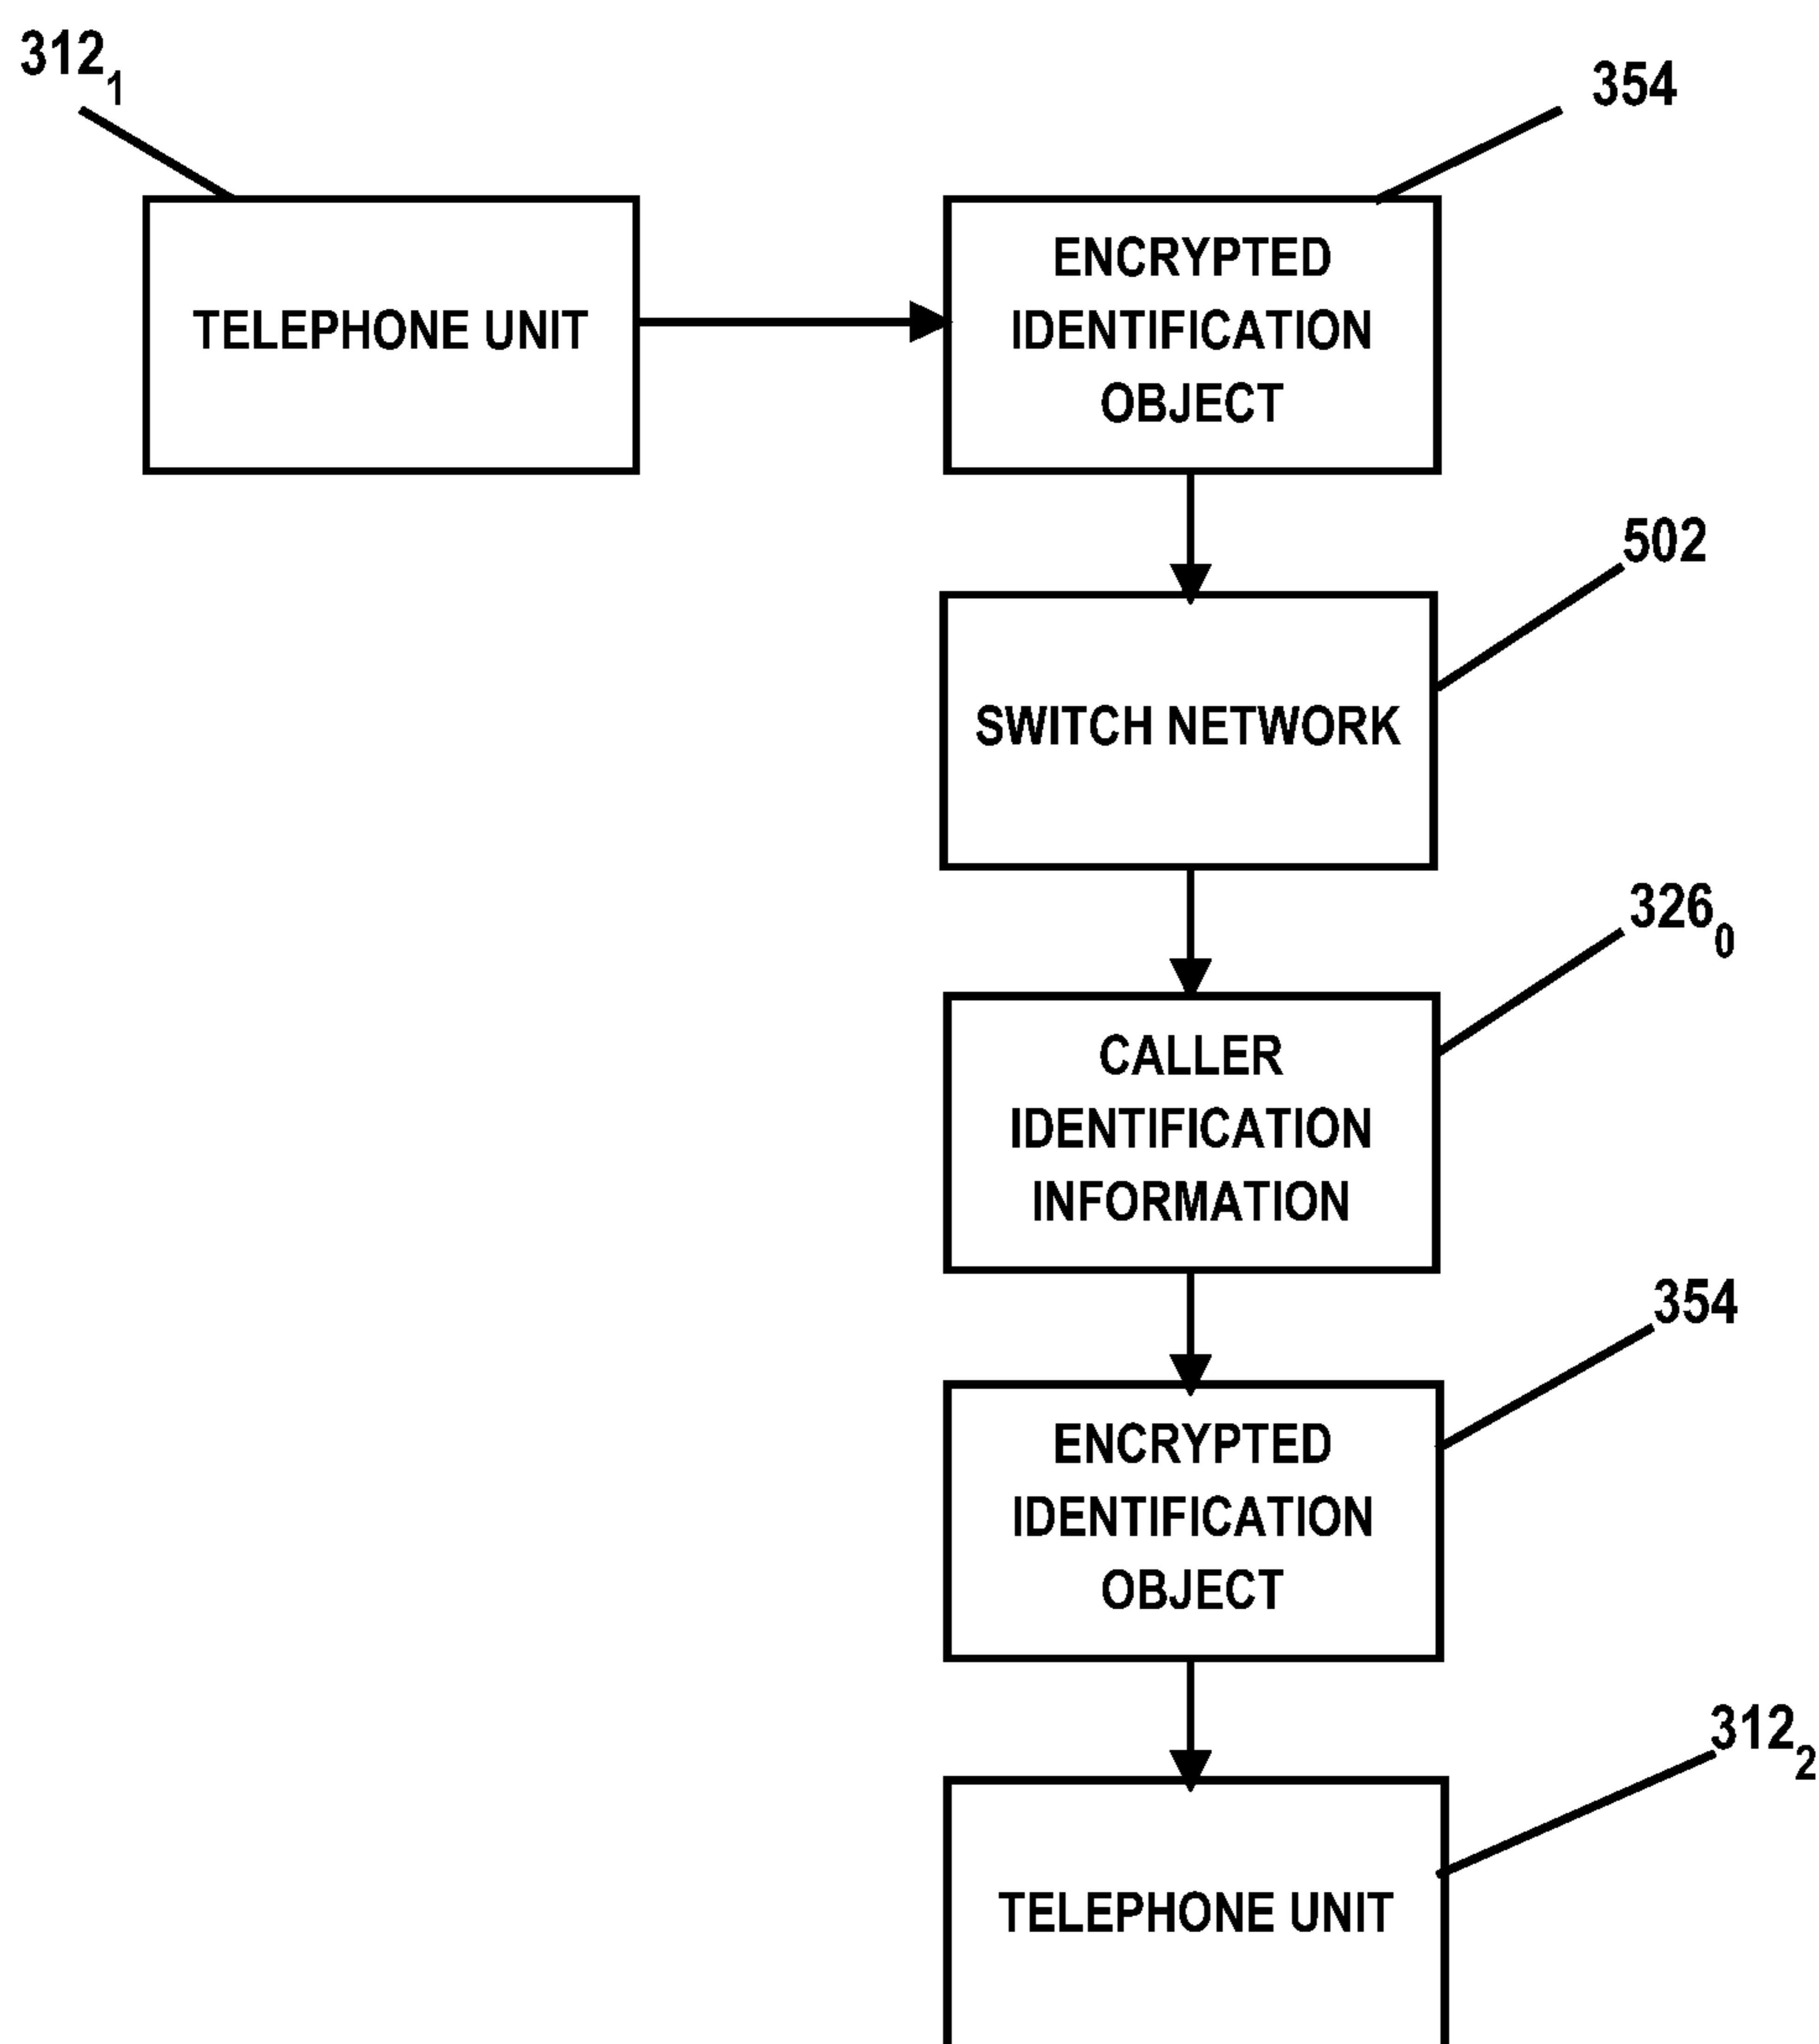 312₁
354
TELEPHONE UNIT
ENCRYPTED
IDENTIFICATION
OBJECT
502
SWITCH NETWORK
326₀
CALLER
IDENTIFICATION
INFORMATION
354
ENCRYPTED
IDENTIFICATION
OBJECT
312₂
TELEPHONE UNIT